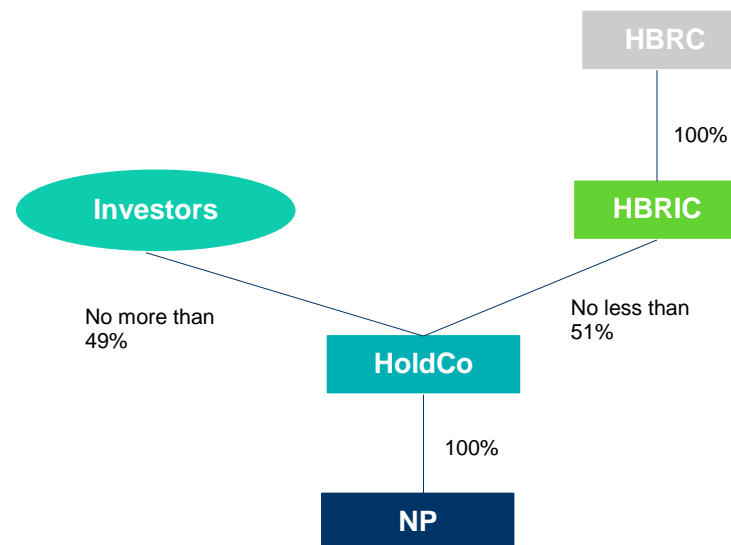 HBRC
100%
Investors
HBRIC
No more than
49%
No less than
51%
HoldCo
100%
NP